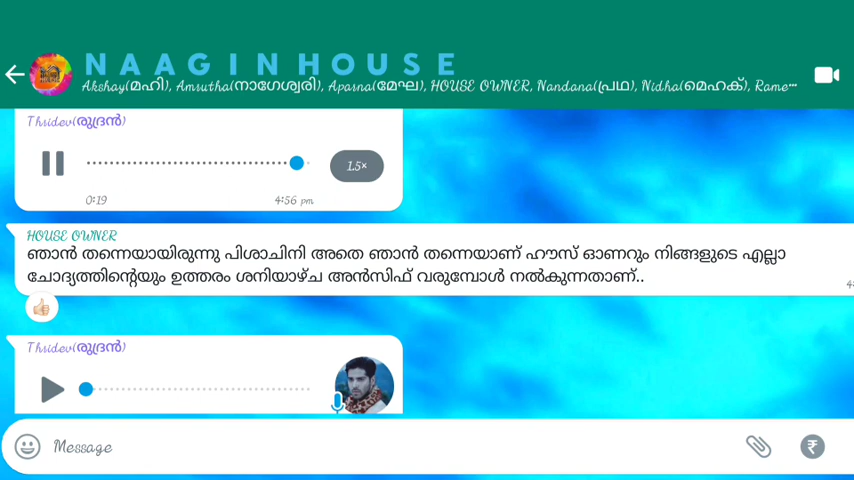 NAAGIN HOUSE
Akshay(മഹി), Amrutha(നാഗേശ്വരി), Aparna(മേഘ), HOUSE OWNER, Nandana(പ്രഥ), Nidha(മെഹക്), Rame...
Thridev(രുദ്രൻ)
1.5×
0:19 4:56 pm
HOUSE OWNER
ഞാൻ തന്നെയായിരുന്നു പിശാചിനി അതെ ഞാൻ തന്നെയാണ് ഹൗസ് ഓണറും നിങ്ങളുടെ എല്ലാ
ചോദ്യത്തിന്റെയും ഉത്തരം ശനിയാഴ്ച അൻസിഫ് വരുമ്പോൾ നൽകുന്നതാണ്..
Thridev(രുദ്രൻ)
Message
₹